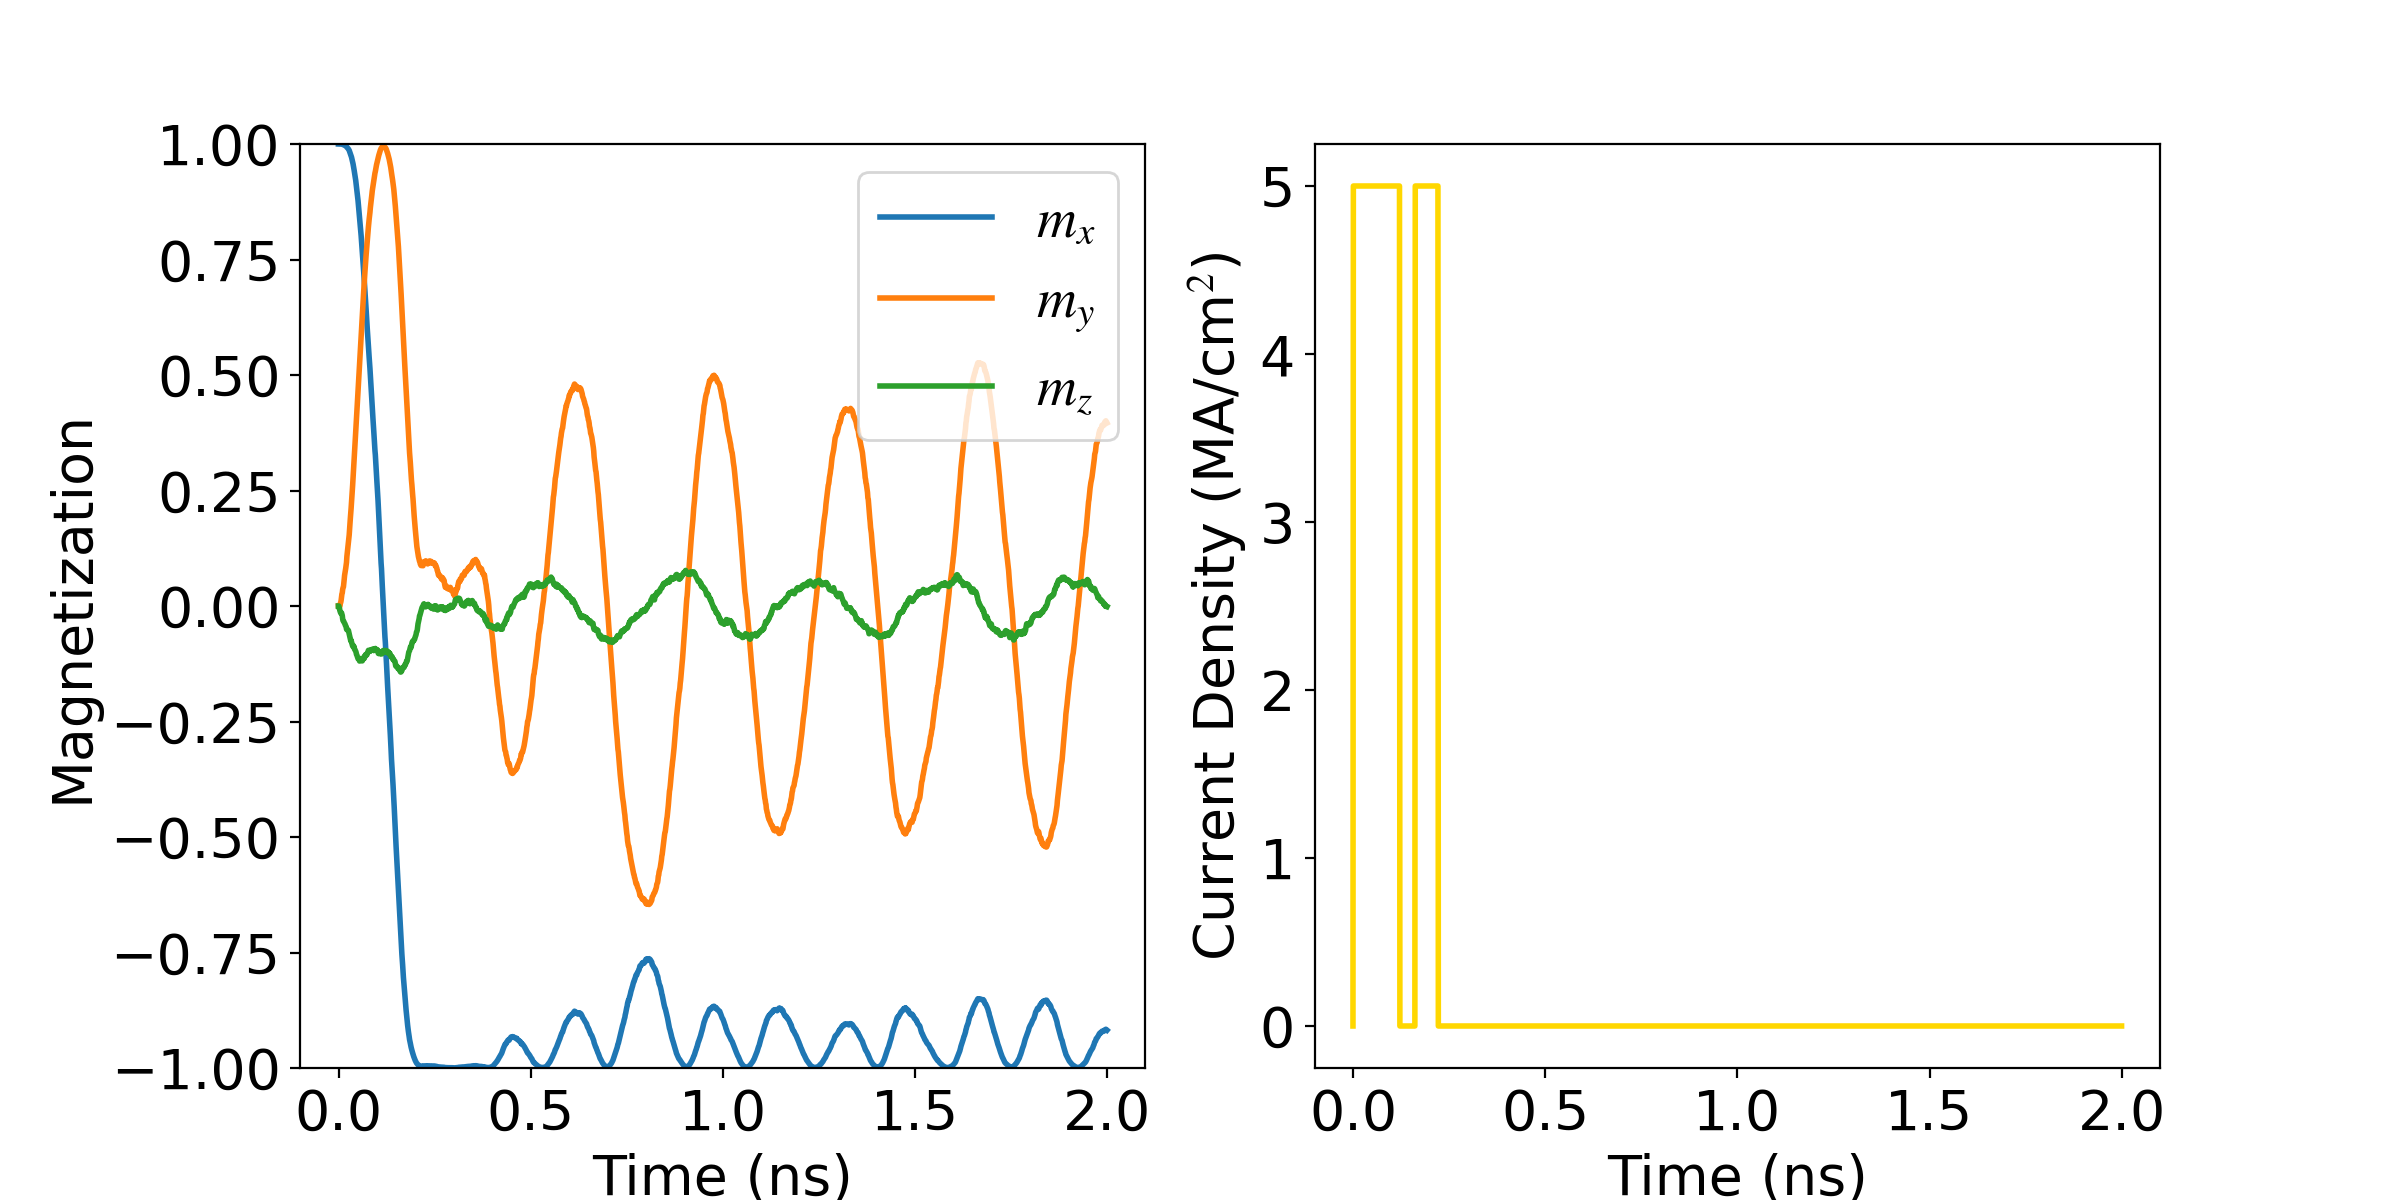 1.00
0.75
0.50
0.25
0.00
−0.25
−0.50
−0.75
−1.00
Magnetization
0.0 0.5 1.0 1.5 2.0
Time (ns)
m_x
m_y
m_z
5
4
3
2
1
0
Current Density (MA/cm²)
0.0 0.5 1.0 1.5 2.0
Time (ns)